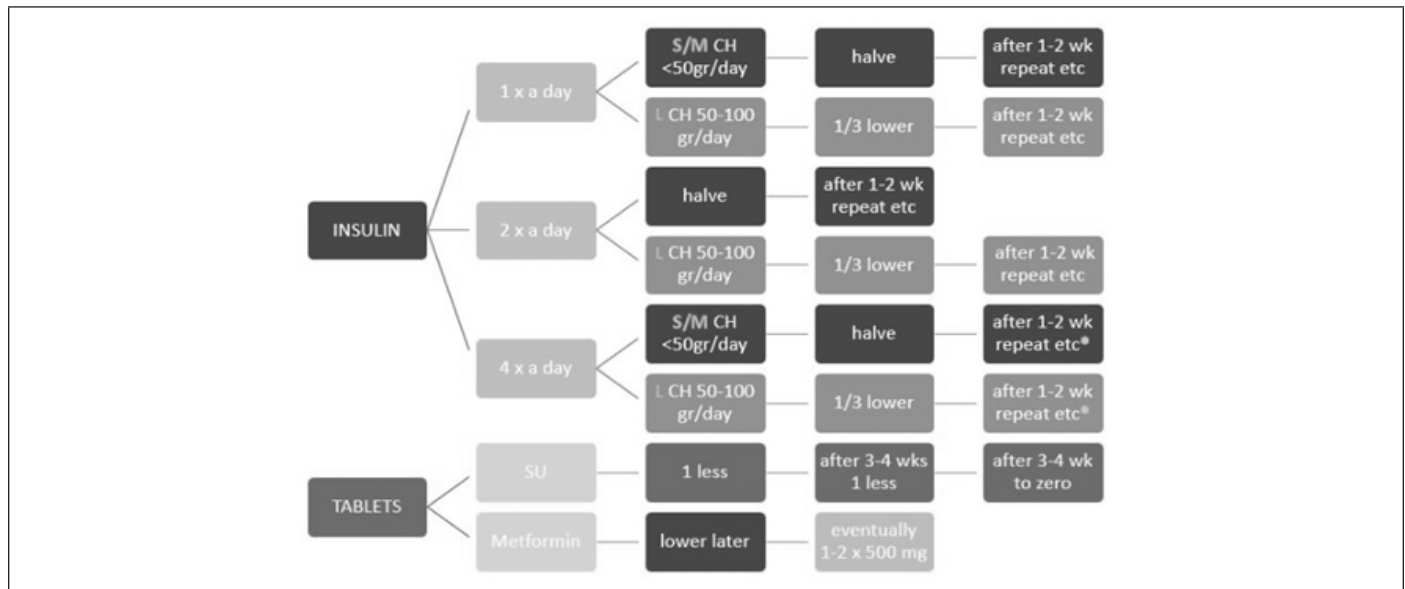 S/M CH
<50gr/day
halve
after 1-2 wk
repeat etc
1 x a day
L CH 50-100
gr/day
1/3 lower
after 1-2 wk
repeat etc
halve
after 1-2 wk
repeat etc
INSULIN
2 x a day
L CH 50-100
gr/day
1/3 lower
after 1-2 wk
repeat etc
S/M CH
<50gr/day
halve
after 1-2 wk
repeat etc*
4 x a day
L CH 50-100
gr/day
1/3 lower
after 1-2 wk
repeat etc*
SU
1 less
after 3-4 wks
1 less
after 3-4 wk
to zero
TABLETS
Metformin
lower later
eventually
1-2 x 500 mg